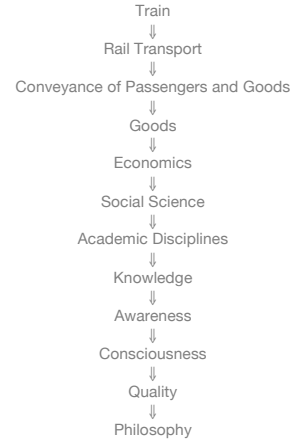 Train
⇓
Rail Transport
⇓
Conveyance of Passengers and Goods
⇓
Goods
⇓
Economics
⇓
Social Science
⇓
Academic Disciplines
⇓
Knowledge
⇓
Awareness
⇓
Consciousness
⇓
Quality
⇓
Philosophy